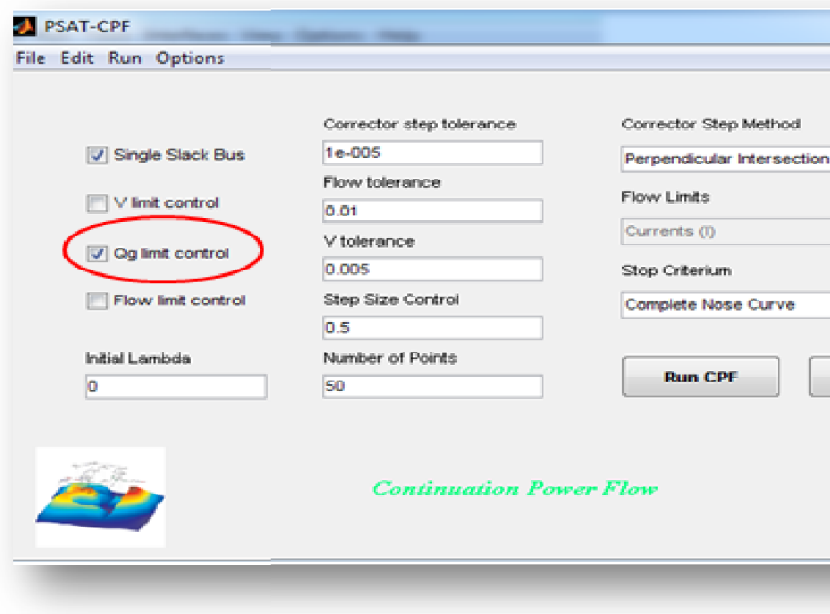 PSAT-CPF
File Edit Run Options
Single Slack Bus
V limit control
Qg limit control
Flow limit control
Initial Lambda
0
Corrector step tolerance
1e-005
Flow tolerance
0.01
V tolerance
0.005
Step Size Control
0.5
Number of Points
50
Corrector Step Method
Perpendicular Intersection
Flow Limits
Currents (I)
Stop Criterium
Complete Nose Curve
Run CPF
Continuation Power Flow